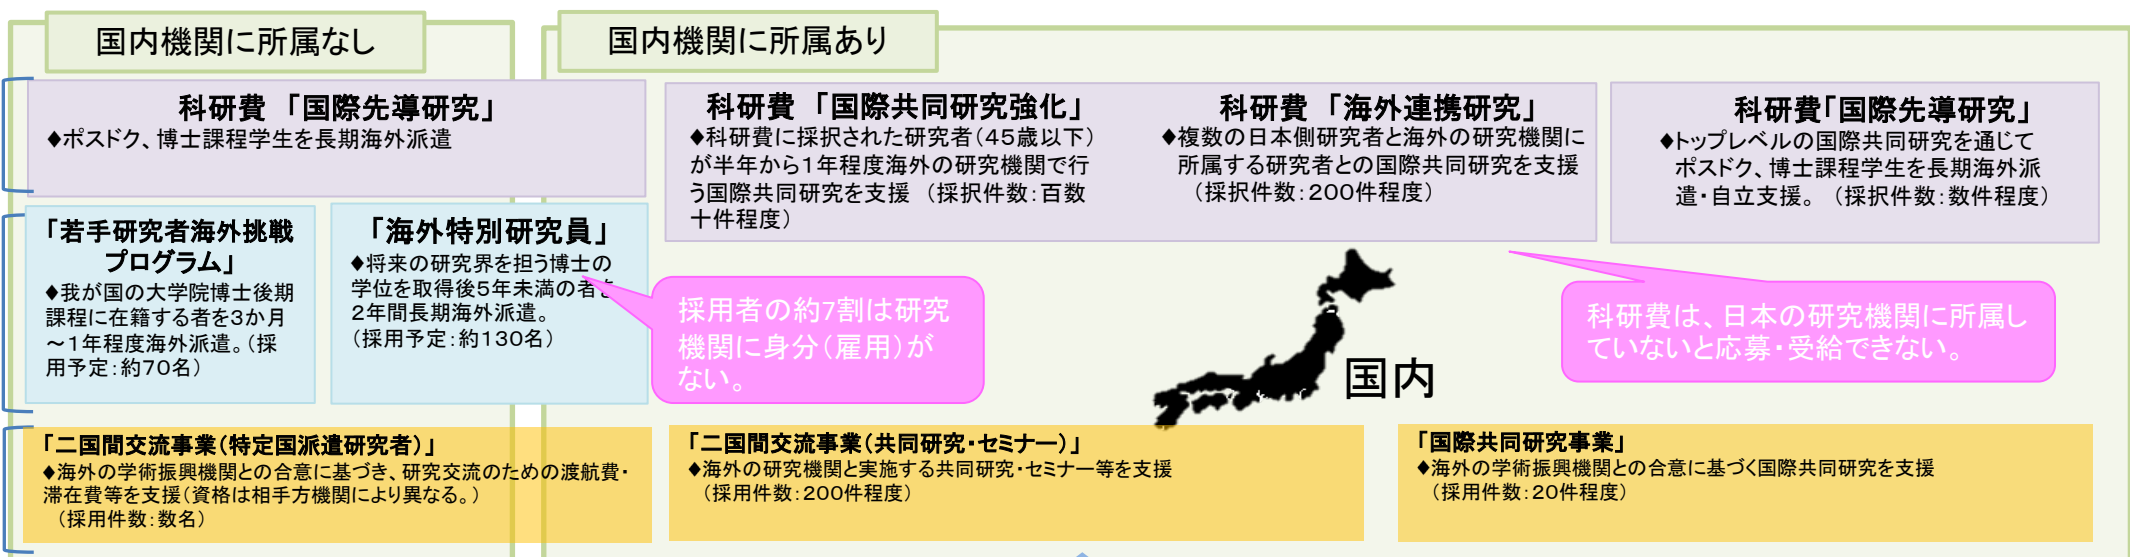 国内機関に所属なし
国内機関に所属あり
科研費 「国際先導研究」
♦ポスドク、博士課程学生を長期海外派遣
科研費 「国際共同研究強化」
♦科研費に採択された研究者(45歳以下)
が半年から1年程度海外の研究機関で行
う国際共同研究を支援 (採択件数:百数
十件程度)
科研費 「海外連携研究」
♦複数の日本側研究者と海外の研究機関に
所属する研究者との国際共同研究を支援
(採択件数:200件程度)
科研費「国際先導研究」
♦トップレベルの国際共同研究を通じて
ポスドク、博士課程学生を長期海外派
遣・自立支援。 (採択件数:数件程度)
「若手研究者海外挑戦
プログラム」
♦我が国の大学院博士後期
課程に在籍する者を3か月
~1年程度海外派遣。(採
用予定:約70名)
「海外特別研究員」
♦将来の研究界を担う博士の
学位を取得後5年未満の者を
2年間長期海外派遣。
(採用予定:約130名)
採用者の約7割は研究
機関に身分(雇用)が
ない。
国内
科研費は、日本の研究機関に所属し
ていないと応募・受給できない。
「二国間交流事業(特定国派遣研究者)」
♦海外の学術振興機関との合意に基づき、研究交流のための渡航費・
滞在費等を支援(資格は相手方機関により異なる。)
(採用件数:数名)
「二国間交流事業(共同研究・セミナー)」
♦海外の研究機関と実施する共同研究・セミナー等を支援
(採用件数:200件程度)
「国際共同研究事業」
♦海外の学術振興機関との合意に基づく国際共同研究を支援
(採用件数:20件程度)